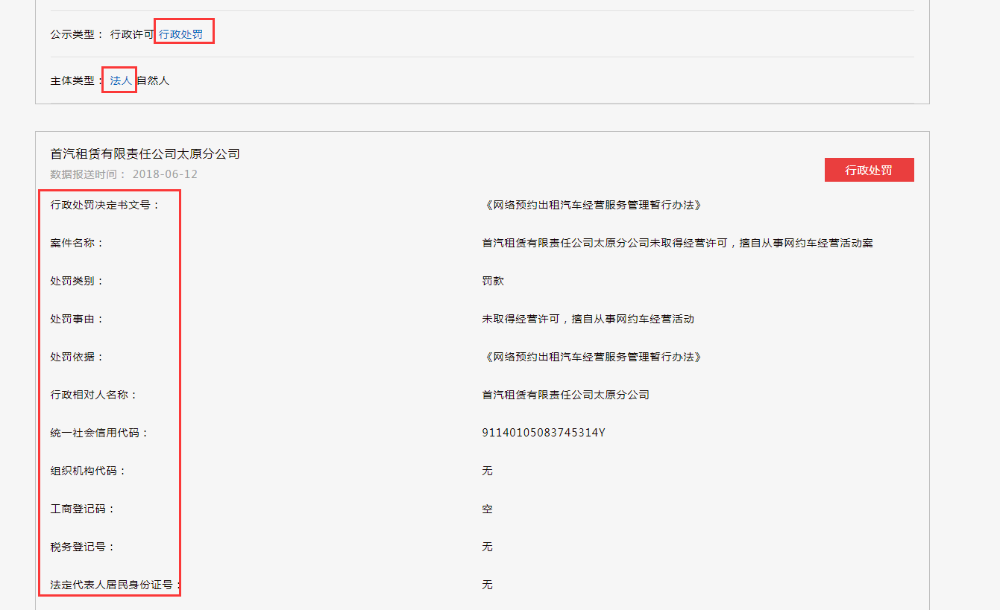 公示类型： 行政许可 行政处罚
主体类型： 法人 自然人
首汽租赁有限责任公司太原分公司
数据报送时间： 2018-06-12
行政处罚
行政处罚决定书文号： 《网络预约出租汽车经营服务管理暂行办法》
案件名称： 首汽租赁有限责任公司太原分公司未取得经营许可，擅自从事网约车经营活动案
处罚类别： 罚款
处罚事由： 未取得经营许可，擅自从事网约车经营活动
处罚依据： 《网络预约出租汽车经营服务管理暂行办法》
行政相对人名称： 首汽租赁有限责任公司太原分公司
统一社会信用代码： 91140105083745314Y
组织机构代码： 无
工商登记码： 空
税务登记号： 无
法定代表人居民身份证号： 无